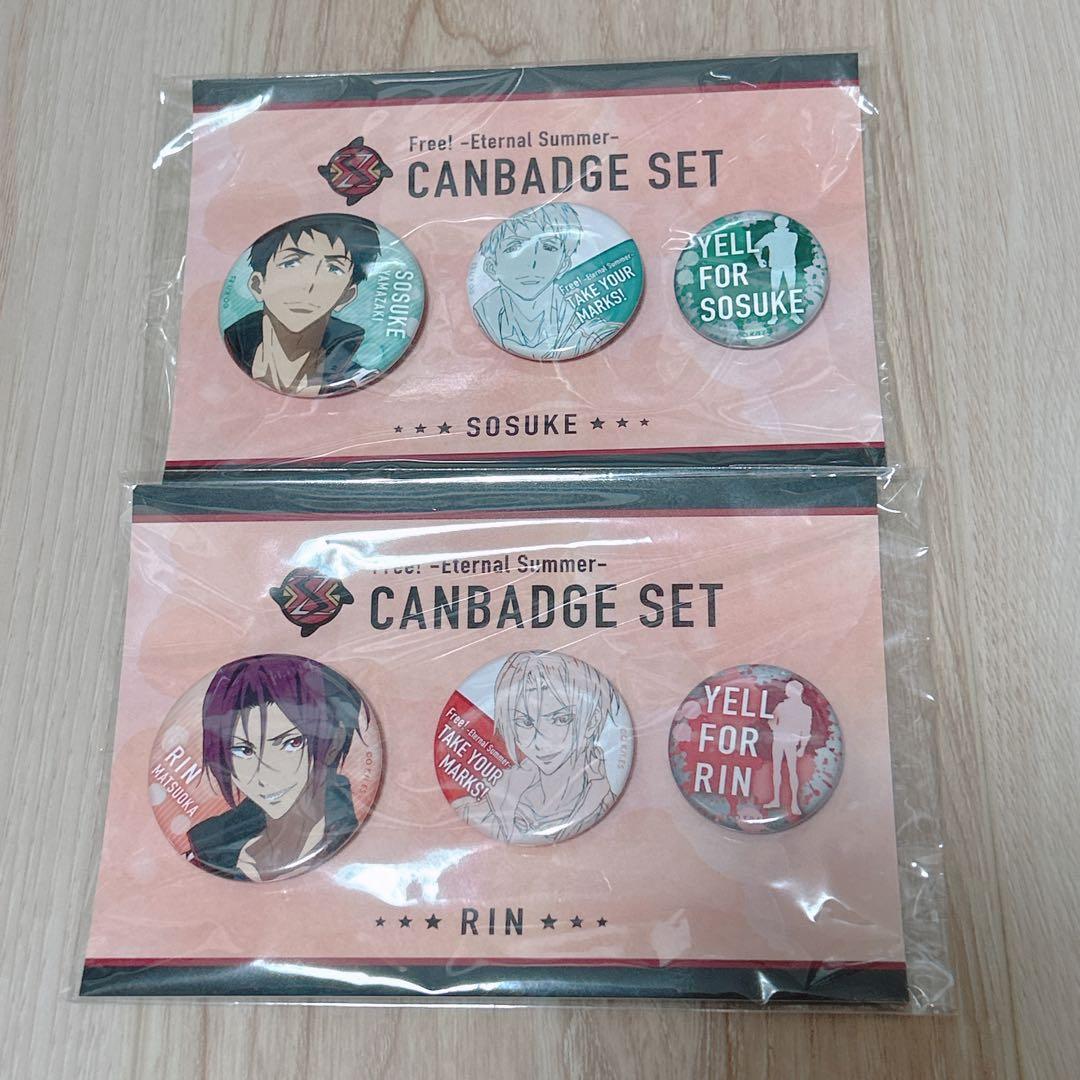 Free! -Eternal Summer-
CANBADGE SET
SOSUKE
YAMAZAKI
Free! -Eternal Summer-
TAKE YOUR
MARKS!
YELL
FOR
SOSUKE
★ ★ ★ SOSUKE ★ ★ ★
Free! -Eternal Summer-
CANBADGE SET
RIN
MATSUOKA
Free! -Eternal Summer-
TAKE YOUR
MARKS!
YELL
FOR
RIN
★ ★ ★ RIN ★ ★ ★